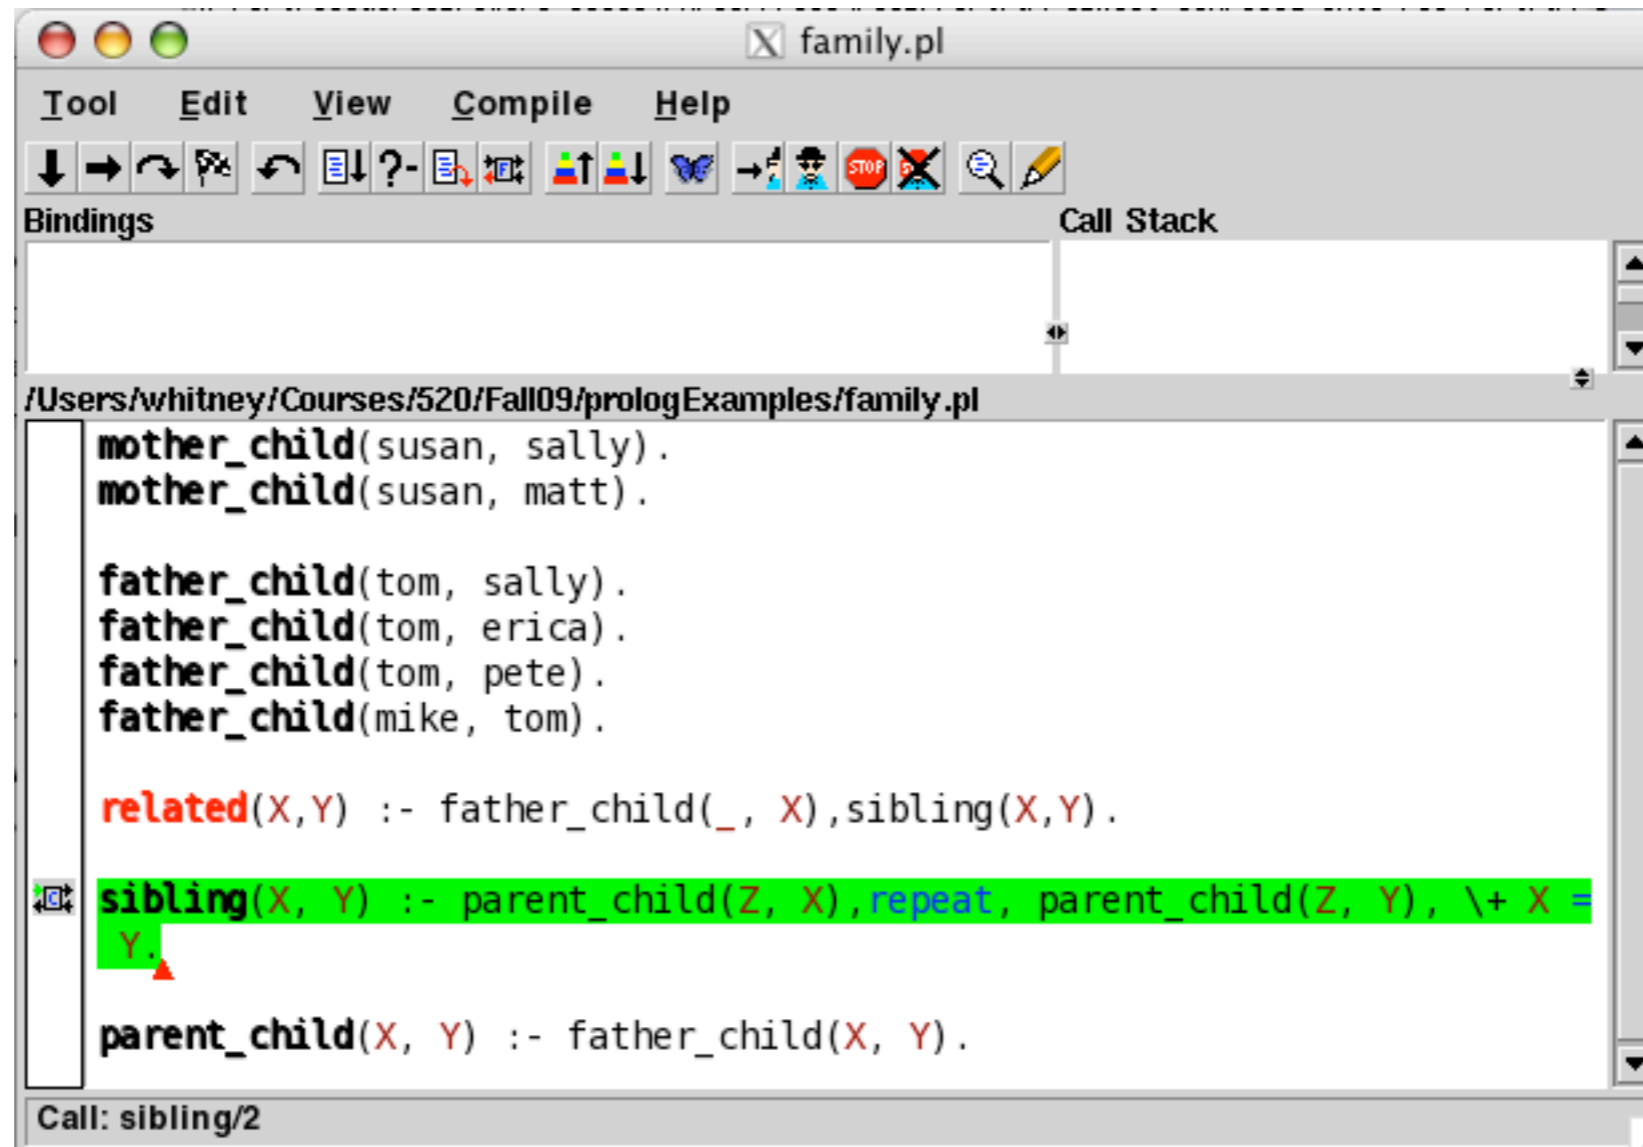 family.pl
Tool Edit View Compile Help
?- F STOP
Bindings Call Stack
/Users/whitney/Courses/520/Fall09/prologExamples/family.pl
mother_child(susan, sally).
mother_child(susan, matt).
father_child(tom, sally).
father_child(tom, erica).
father_child(tom, pete).
father_child(mike, tom).
related(X,Y) :- father_child(_, X),sibling(X,Y).
C sibling(X, Y) :- parent_child(Z, X),repeat, parent_child(Z, Y), \+ X =
Y.
parent_child(X, Y) :- father_child(X, Y).
Call: sibling/2